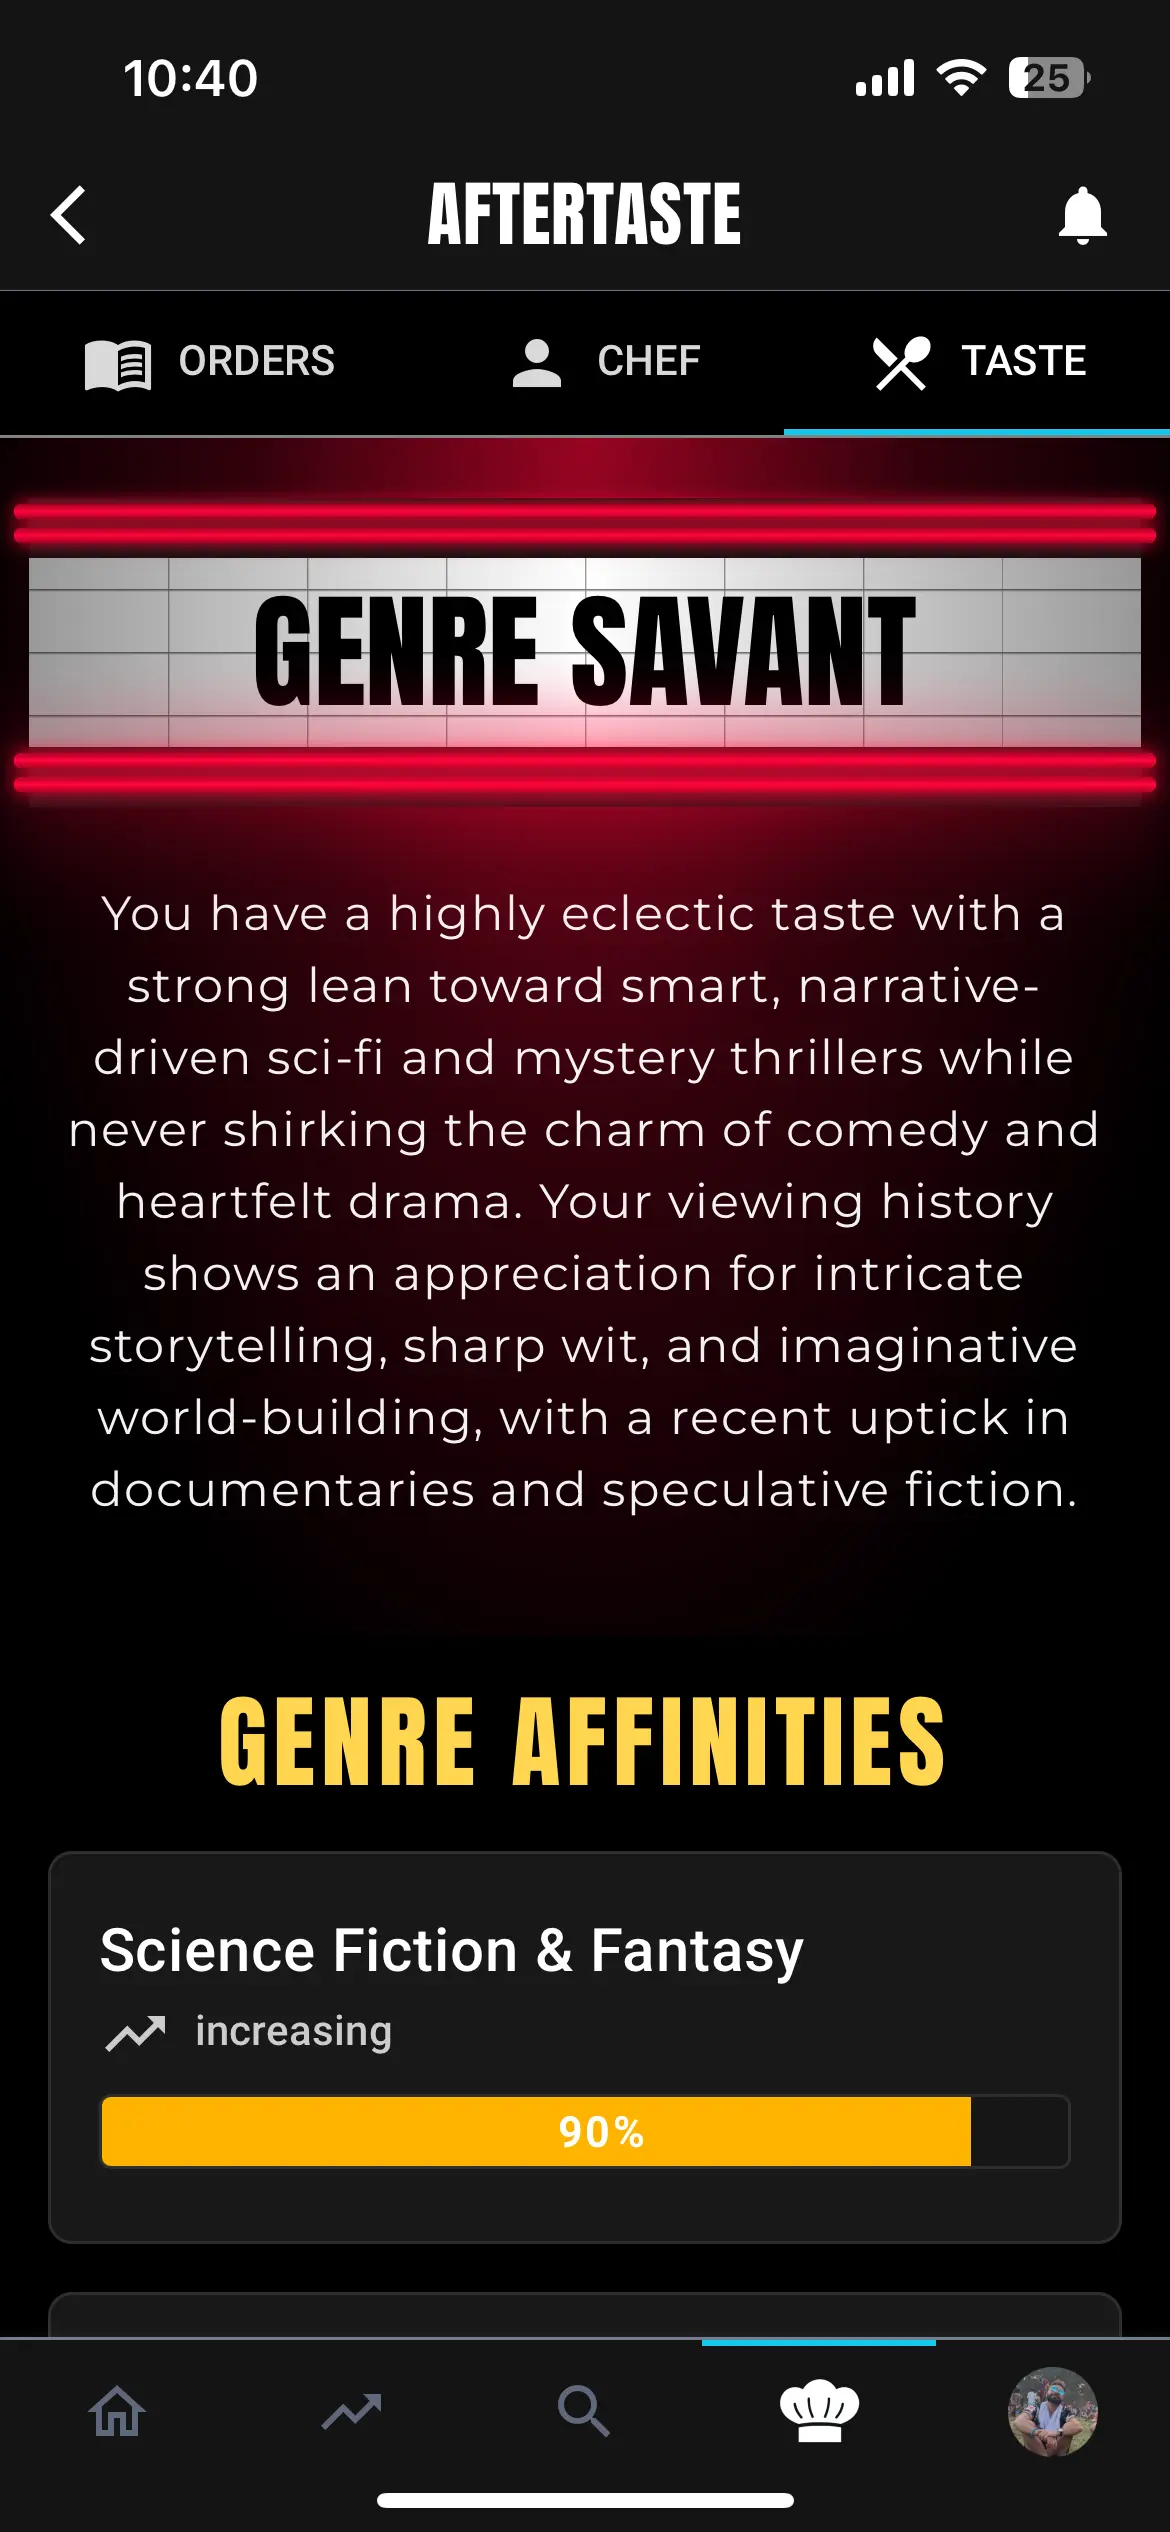 10:40
25
AFTERTASTE
ORDERS
CHEF
TASTE
GENRE SAVANT
You have a highly eclectic taste with a
strong lean toward smart, narrative-
driven sci-fi and mystery thrillers while
never shirking the charm of comedy and
heartfelt drama. Your viewing history
shows an appreciation for intricate
storytelling, sharp wit, and imaginative
world-building, with a recent uptick in
documentaries and speculative fiction.
GENRE AFFINITIES
Science Fiction & Fantasy
increasing
90%